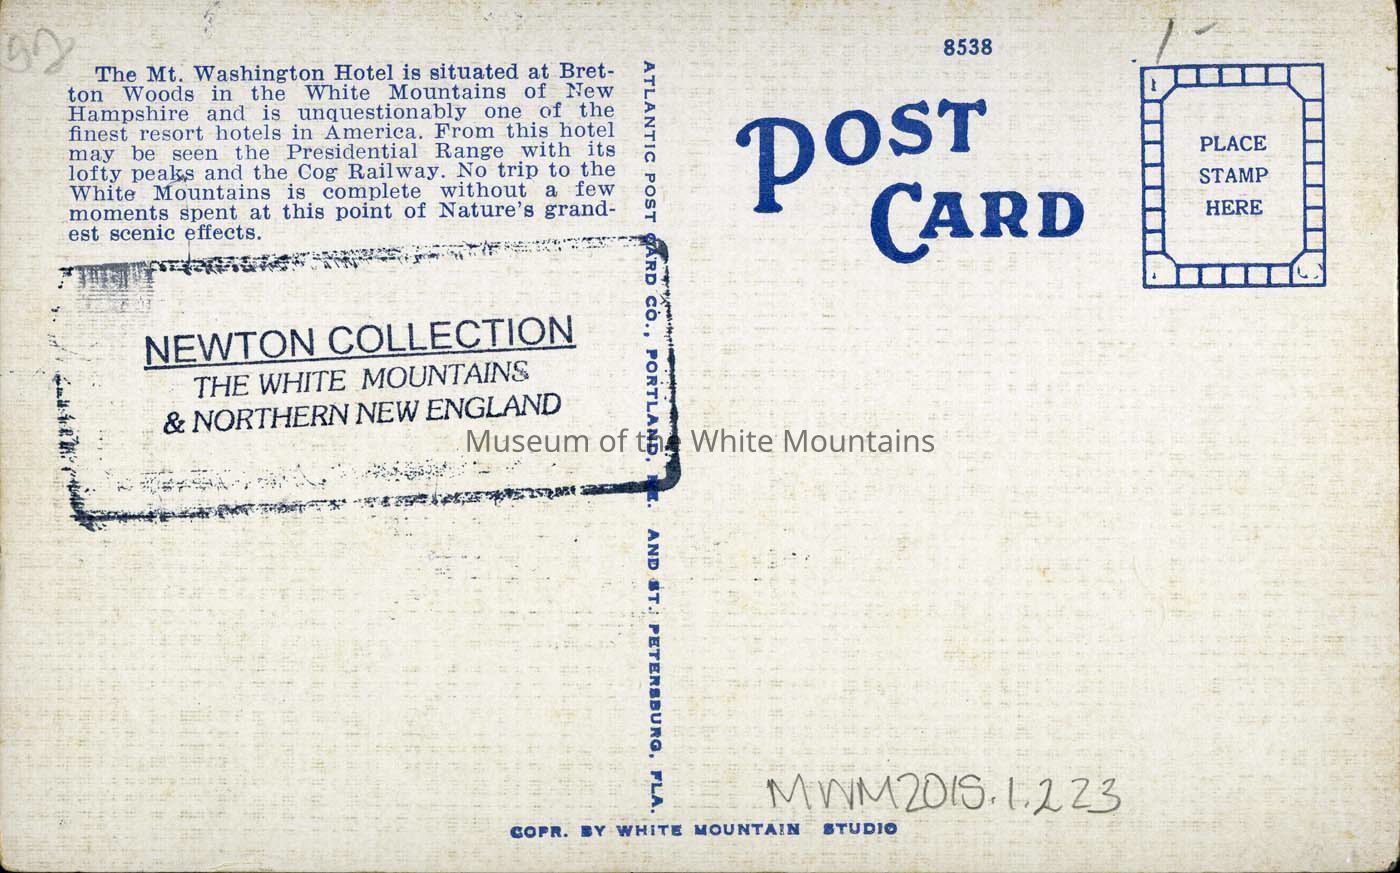 92
The Mt. Washington Hotel is situated at Bret-
ton Woods in the White Mountains of New
Hampshire and is unquestionably one of the
finest resort hotels in America. From this hotel
may be seen the Presidential Range with its
lofty peaks and the Cog Railway. No trip to the
White Mountains is complete without a few
moments spent at this point of Nature's grand-
est scenic effects.
NEWTON COLLECTION
THE WHITE MOUNTAINS
& NORTHERN NEW ENGLAND
ATLANTIC POST CARD CO., PORTLAND, ME. AND ST. PETERSBURG, FLA.
8538
POST
CARD
1-
PLACE
STAMP
HERE
Museum of the White Mountains
MWM2015.1.223
COPR. BY WHITE MOUNTAIN STUDIO